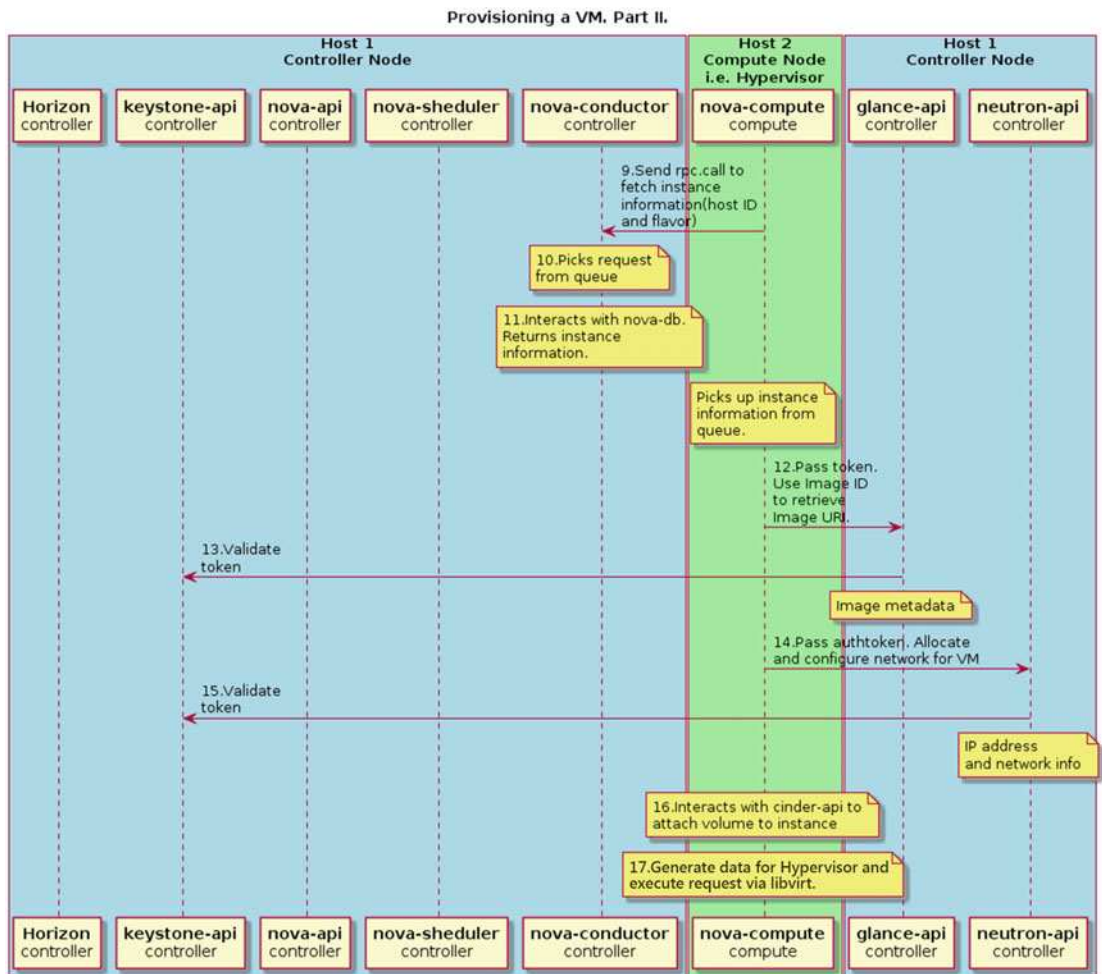 Provisioning a VM. Part II.
Host 1
Controller Node
Host 2
Compute Node
i.e. Hypervisor
Host 1
Controller Node
Horizon
controller
keystone-api
controller
nova-api
controller
nova-sheduler
controller
nova-conductor
controller
nova-compute
compute
glance-api
controller
neutron-api
controller
9.Send rpc.call to
fetch instance
information(host ID
and flavor)
10.Picks request
from queue
11.Interacts with nova-db.
Returns instance
information.
Picks up instance
information from
queue.
12.Pass token.
Use Image ID
to retrieve
Image URI.
13.Validate
token
Image metadata
14.Pass authtoken. Allocate
and configure network for VM
15.Validate
token
IP address
and network info
16.Interacts with cinder-api to
attach volume to instance
17.Generate data for Hypervisor and
execute request via libvirt.
Horizon
controller
keystone-api
controller
nova-api
controller
nova-sheduler
controller
nova-conductor
controller
nova-compute
compute
glance-api
controller
neutron-api
controller